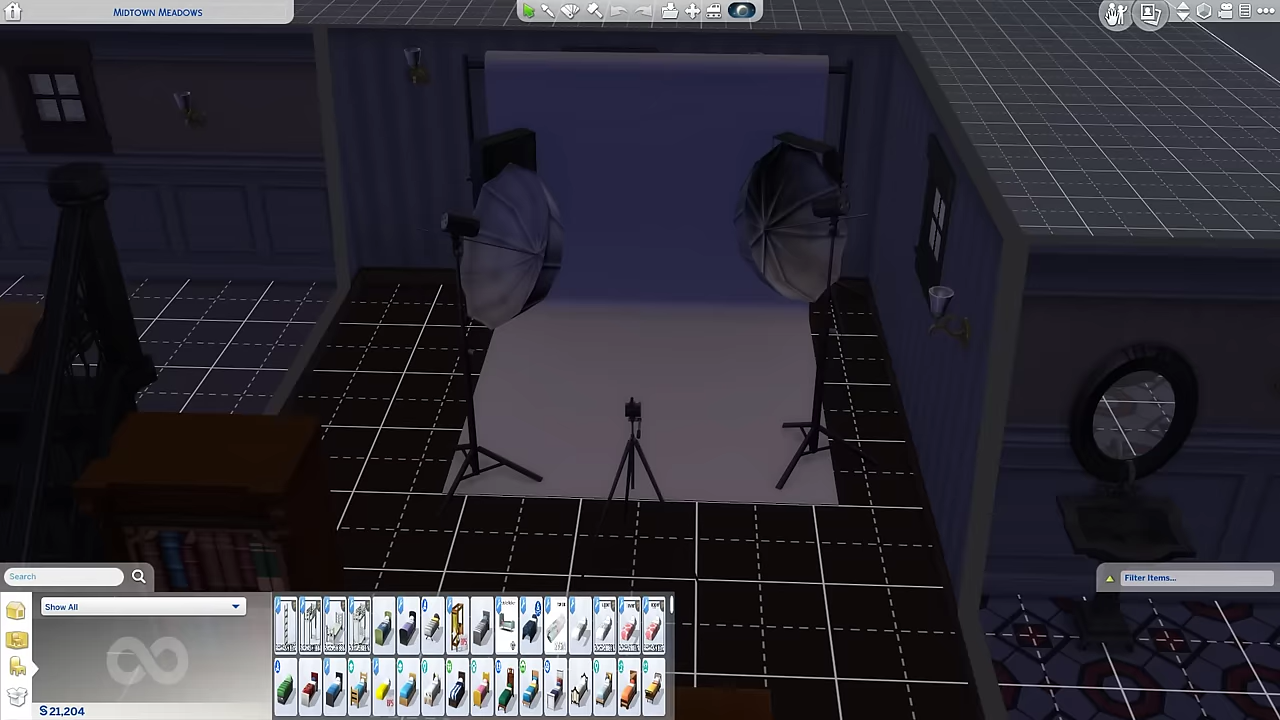 MIDTOWN MEADOWS
Search
Filter Items...
Show All
§21,204